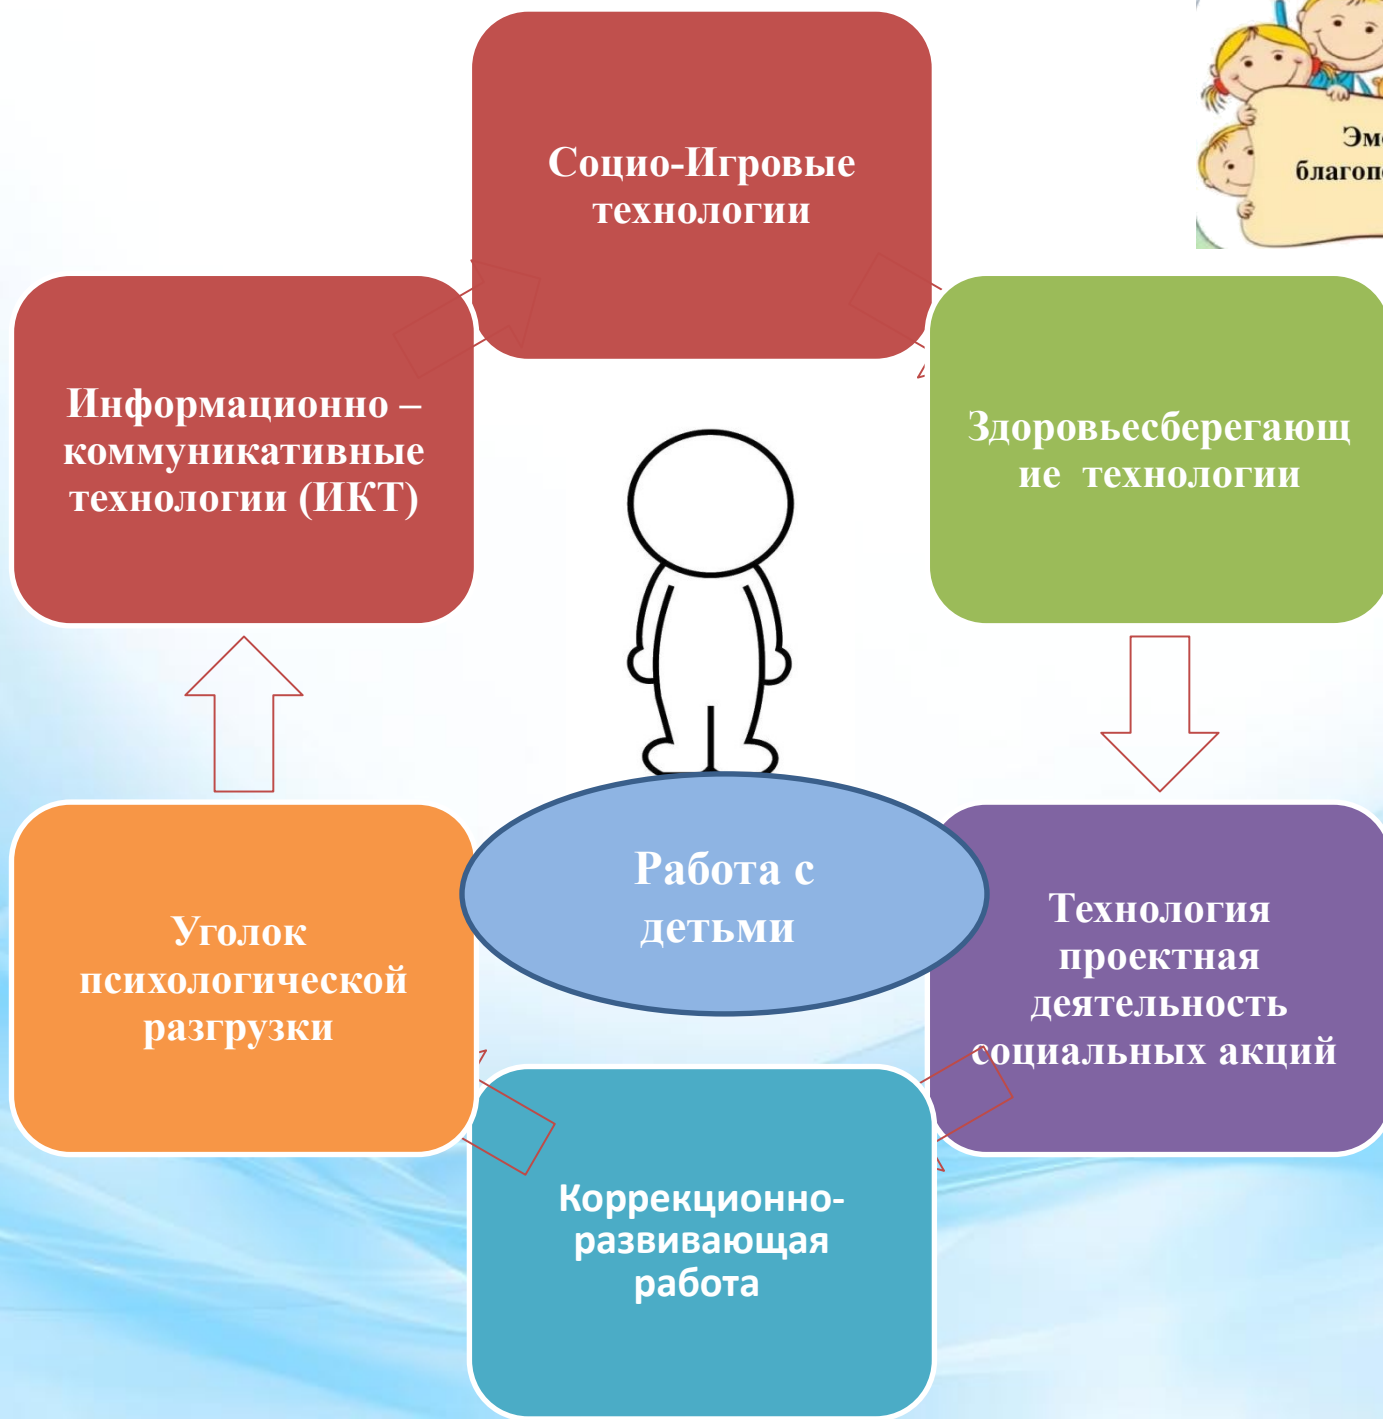 Социо-Игровые
технологии
Информационно –
коммуникативные
технологии (ИКТ)
Здоровьесберегающ
ие технологии
Работа с
детьми
Уголок
психологической
разгрузки
Технология
проектная
деятельность
социальных акций
Коррекционно-
развивающая
работа